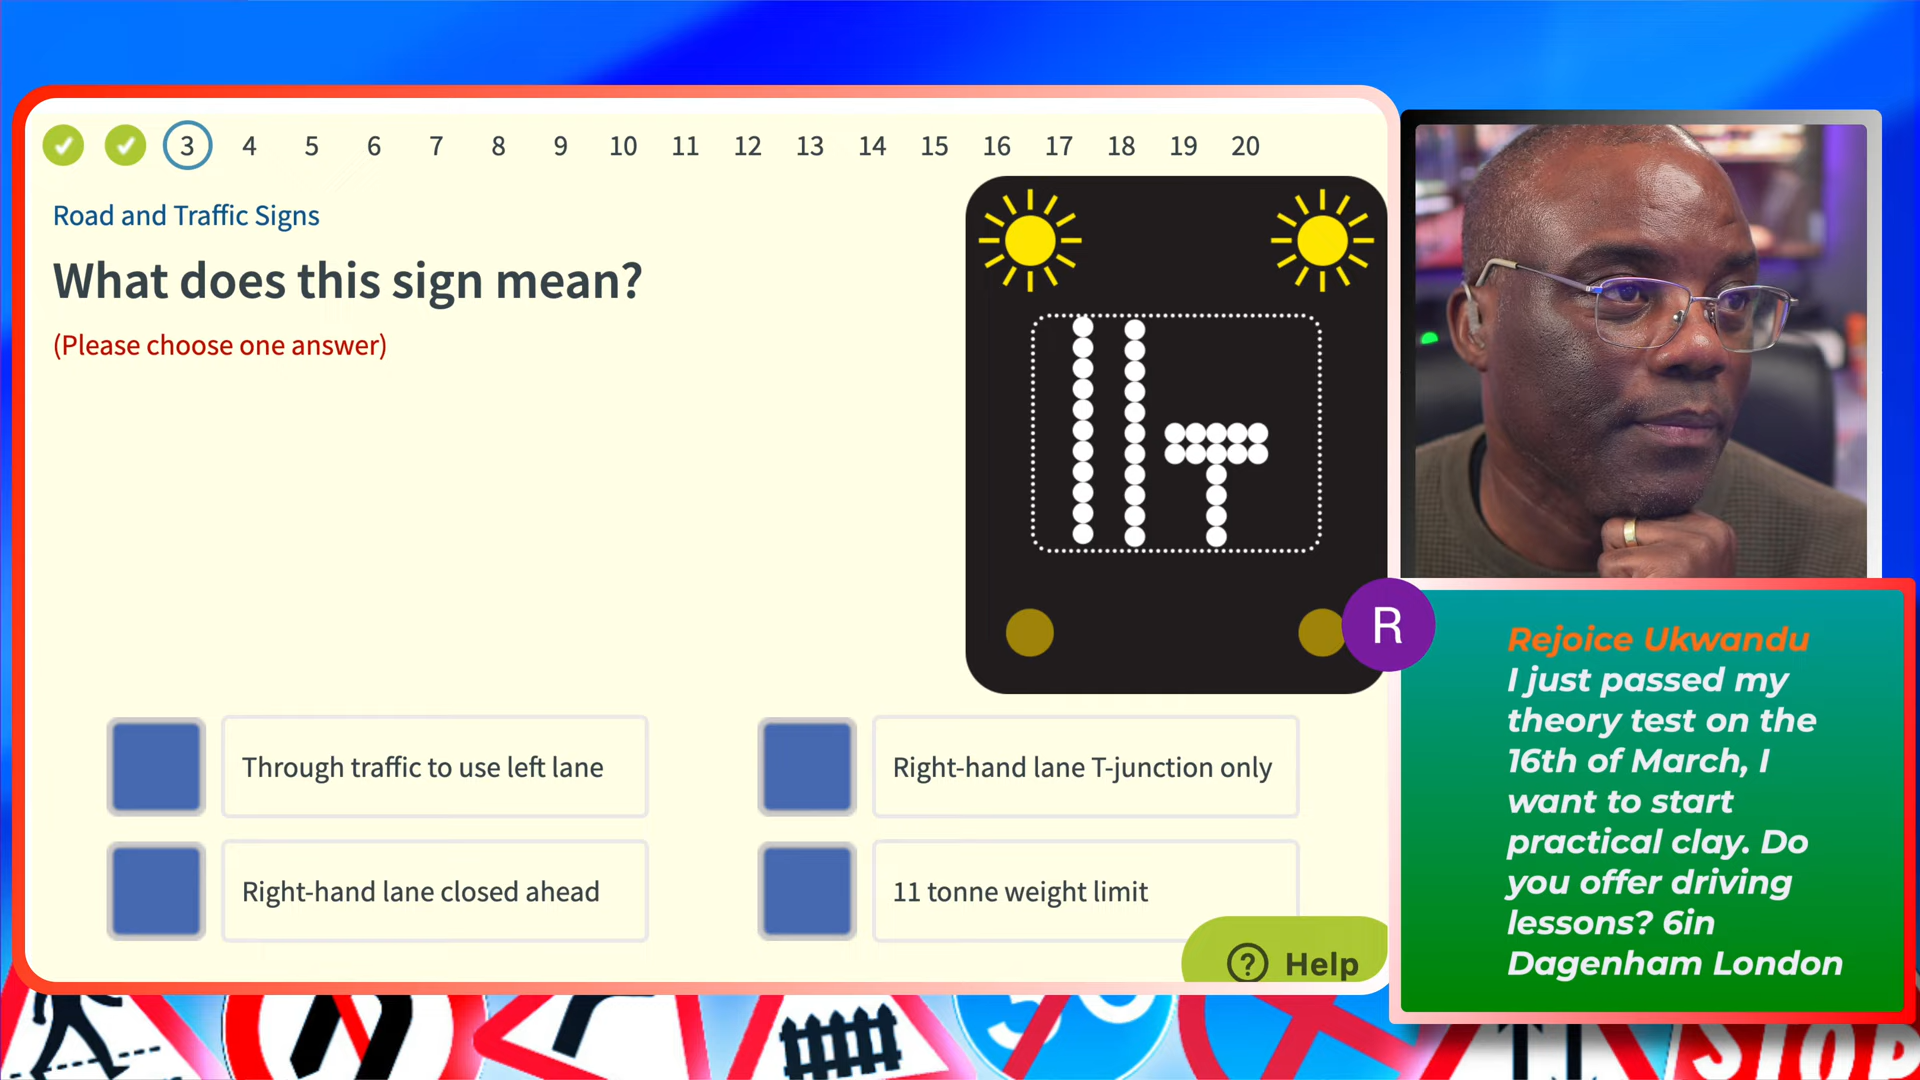 3 4 5 6 7 8 9 10 11 12 13 14 15 16 17 18 19 20
Road and Traffic Signs
What does this sign mean?
(Please choose one answer)
Through traffic to use left lane
Right-hand lane T-junction only
Right-hand lane closed ahead
11 tonne weight limit
? Help
R
Rejoice Ukwandu
I just passed my
theory test on the
16th of March, I
want to start
practical clay. Do
you offer driving
lessons? 6in
Dagenham London
STOP